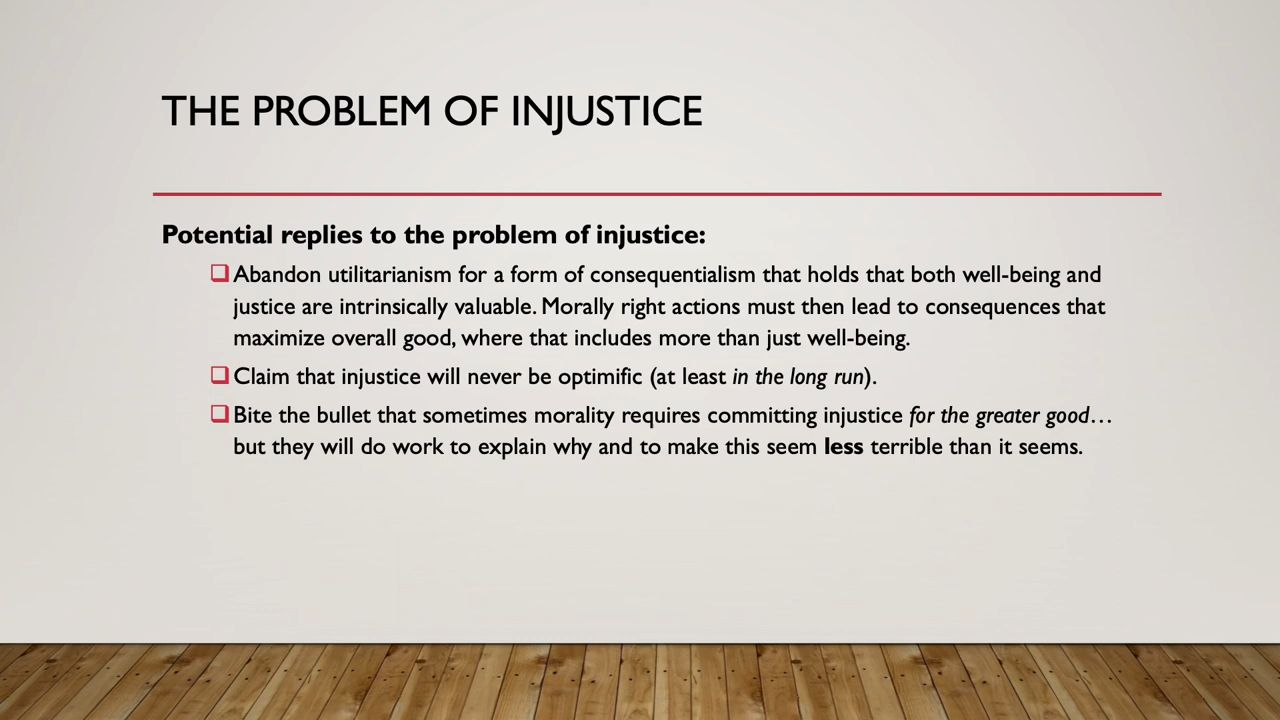 THE PROBLEM OF INJUSTICE
Potential replies to the problem of injustice:
❑Abandon utilitarianism for a form of consequentialism that holds that both well-being and
justice are intrinsically valuable. Morally right actions must then lead to consequences that
maximize overall good, where that includes more than just well-being.
❑Claim that injustice will never be optimific (at least in the long run).
❑Bite the bullet that sometimes morality requires committing injustice for the greater good…
but they will do work to explain why and to make this seem less terrible than it seems.